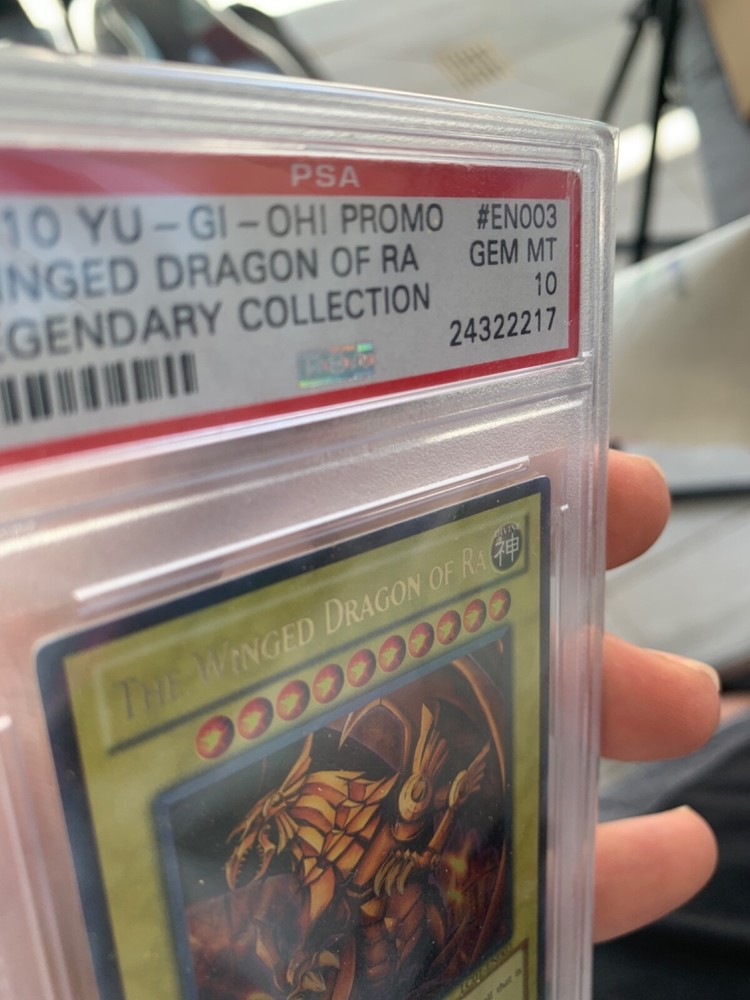 PSA
10 YU-GI-OH! PROMO #EN003
INGED DRAGON OF RA GEM MT
EGENDARY COLLECTION 10
24322217
THE WINGED DRAGON OF RA
神